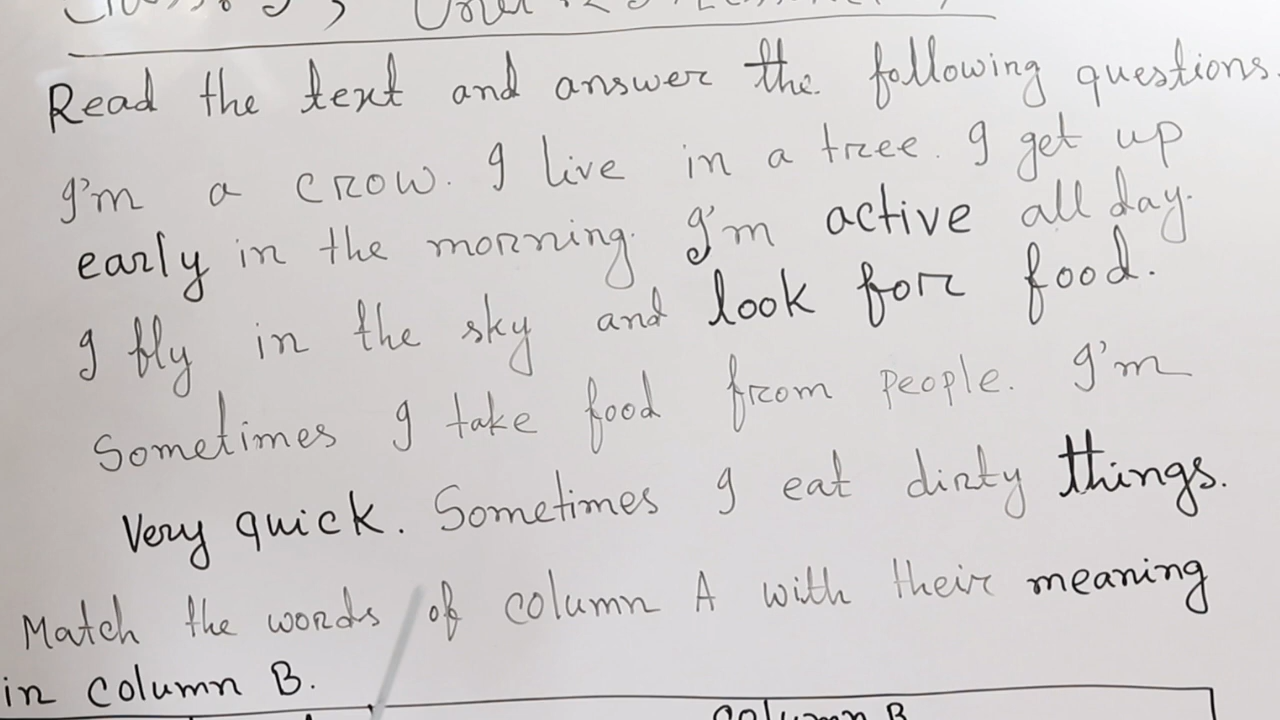 Read the text and answer the following questions.
I'm a crow. I live in a tree. I get up
early in the morning. I'm active all day.
I fly in the sky and look for food.
Sometimes I take food from people. I'm
very quick. Sometimes I eat dirty things.
Match the words of column A with their meaning
in column B.
column B